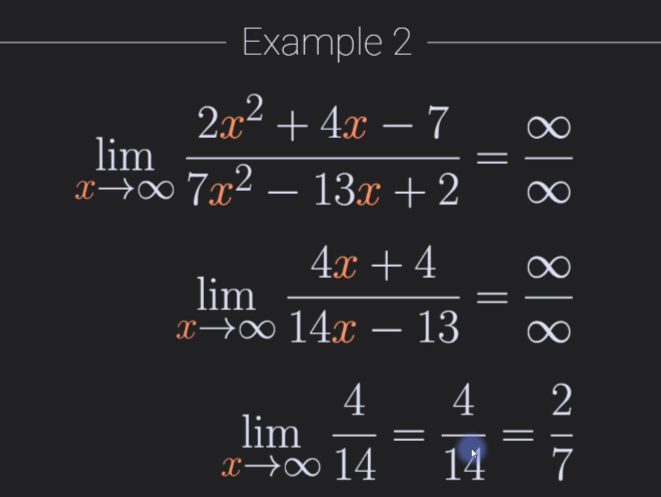 Example 2
lim x→∞ (2x² + 4x − 7)/(7x² − 13x + 2) = ∞/∞
lim x→∞ (4x + 4)/(14x − 13) = ∞/∞
lim x→∞ 4/14 = 4/14 = 2/7